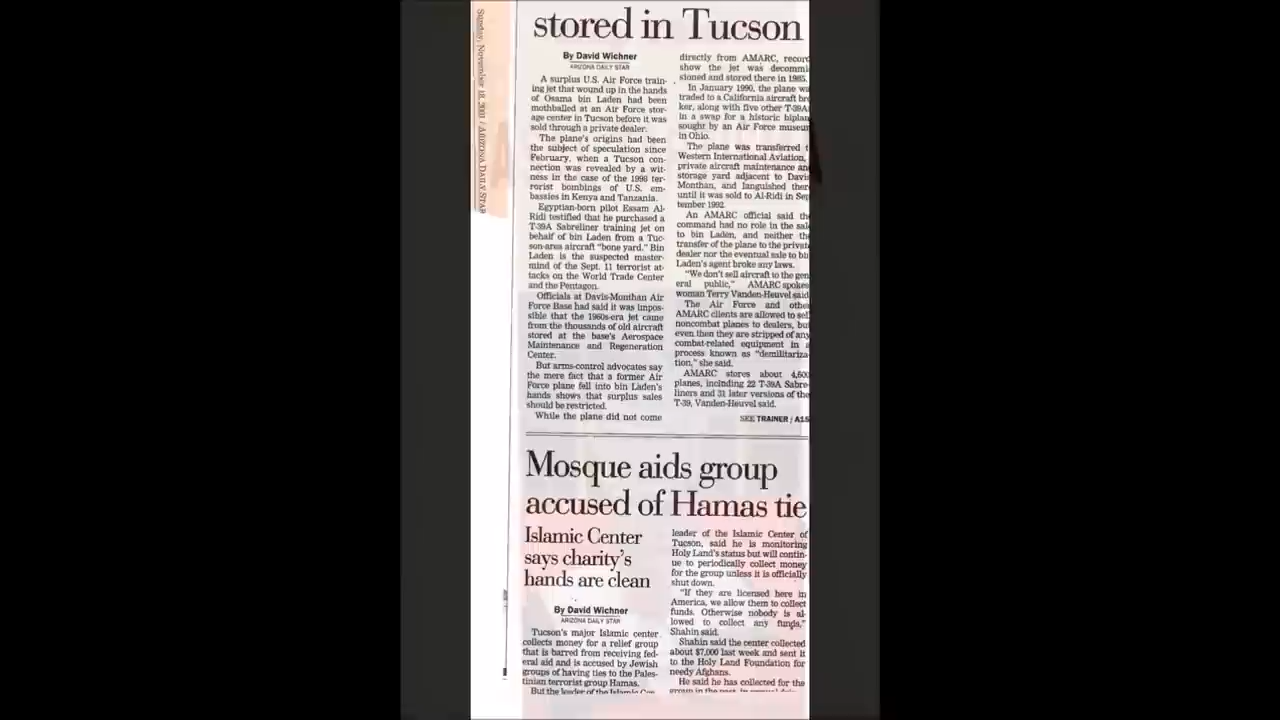 Sunday, November 18, 2001 / ARIZONA DAILY STAR
stored in Tucson
By David Wichner
ARIZONA DAILY STAR
A surplus U.S. Air Force train-
ing jet that wound up in the hands
of Osama bin Laden had been
mothballed at an Air Force stor-
age center in Tucson before it was
sold through a private dealer.
The plane's origins had been
the subject of speculation since
February, when a Tucson con-
nection was revealed by a wit-
ness in the case of the 1998 ter-
rorist bombings of U.S. em-
bassies in Kenya and Tanzania.
Egyptian-born pilot Essam Al-
Ridi testified that he purchased a
T-39A Sabreliner training jet on
behalf of bin Laden from a Tuc-
son-area aircraft "bone yard." Bin
Laden is the suspected master-
mind of the Sept. 11 terrorist at-
tacks on the World Trade Center
and the Pentagon.
Officials at Davis-Monthan Air
Force Base had said it was impos-
sible that the 1960s-era jet came
from the thousands of old aircraft
stored at the base's Aerospace
Maintenance and Regeneration
Center.
But arms-control advocates say
the mere fact that a former Air
Force plane fell into bin Laden's
hands shows that surplus sales
should be restricted.
While the plane did not come
directly from AMARC, record
show the jet was decommi
sioned and stored there in 1985.
In January 1990, the plane wa
traded to a California aircraft bro
ker, along with five other T-39A
in a swap for a historic biplan
sought by an Air Force museum
in Ohio.
The plane was transferred t
Western International Aviation,
private aircraft maintenance an
storage yard adjacent to Davis
Monthan, and languished ther
until it was sold to Al-Ridi in Sep
tember 1992.
An AMARC official said th
command had no role in the sal
to bin Laden, and neither the
transfer of the plane to the private
dealer nor the eventual sale to bi
Laden's agent broke any laws.
"We don't sell aircraft to the gen
eral public," AMARC spokes
woman Terry Vanden-Heuvel said
The Air Force and othe
AMARC clients are allowed to sel
noncombat planes to dealers, bu
even then they are stripped of any
combat-related equipment in a
process known as "demilitariza-
tion," she said.
AMARC stores about 4,600
planes, including 22 T-39A Sabre-
liners and 31 later versions of the
T-39, Vanden-Heuvel said.
SEE TRAINER / A15
Mosque aids group
accused of Hamas tie
Islamic Center
says charity's
hands are clean
By David Wichner
ARIZONA DAILY STAR
Tucson's major Islamic center
collects money for a relief group
that is barred from receiving fed-
eral aid and is accused by Jewish
groups of having ties to the Pales-
tinian terrorist group Hamas.
But the leader of the Islamic Cen
leader of the Islamic Center of
Tucson, said he is monitoring
Holy Land's status but will contin-
ue to periodically collect money
for the group unless it is officially
shut down.
"If they are licensed here in
America, we allow them to collect
funds. Otherwise nobody is al-
lowed to collect any funds,"
Shahin said.
Shahin said the center collected
about $7,000 last week and sent it
to the Holy Land Foundation for
needy Afghans.
He said he has collected for the
group in the past, in